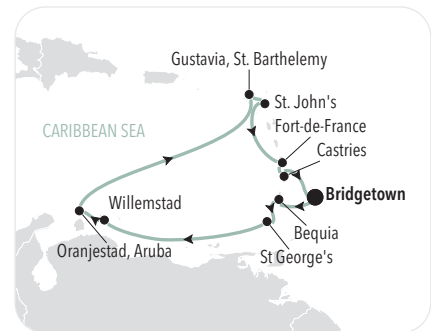 Gustavia, St. Barthelemy
St. John's
Fort-de-France
CARIBBEAN SEA
Castries
Bridgetown
Willemstad
Bequia
Oranjestad, Aruba
St George's